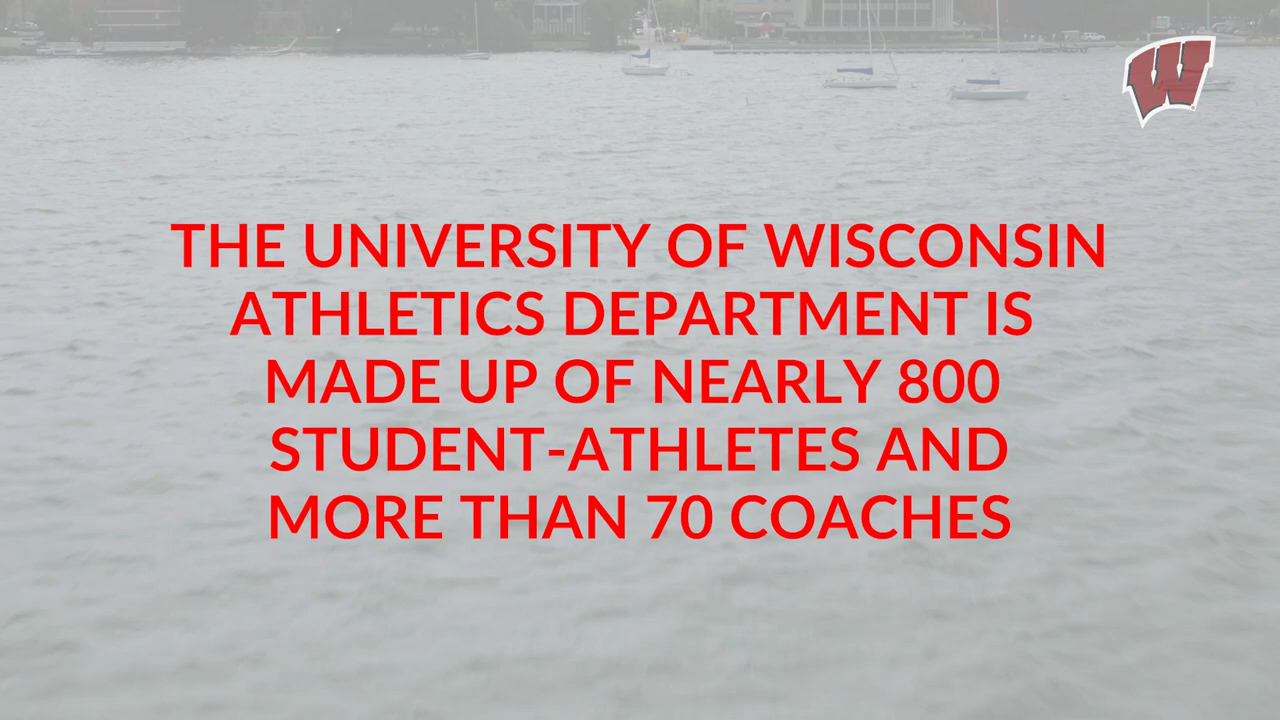 THE UNIVERSITY OF WISCONSIN
ATHLETICS DEPARTMENT IS
MADE UP OF NEARLY 800
STUDENT-ATHLETES AND
MORE THAN 70 COACHES
W